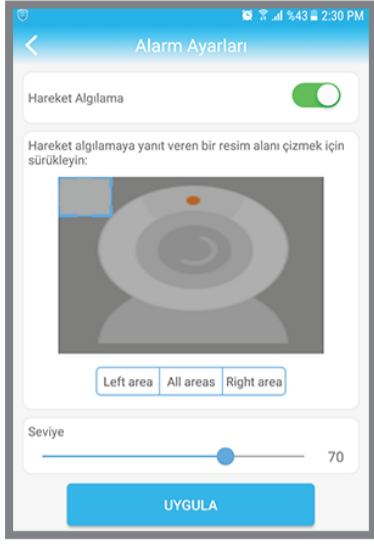 %43 2:30 PM
Alarm Ayarları
Hareket Algılama
Hareket algılamaya yanıt veren bir resim alanı çizmek için
sürükleyin:
Left area All areas Right area
Seviye
70
UYGULA